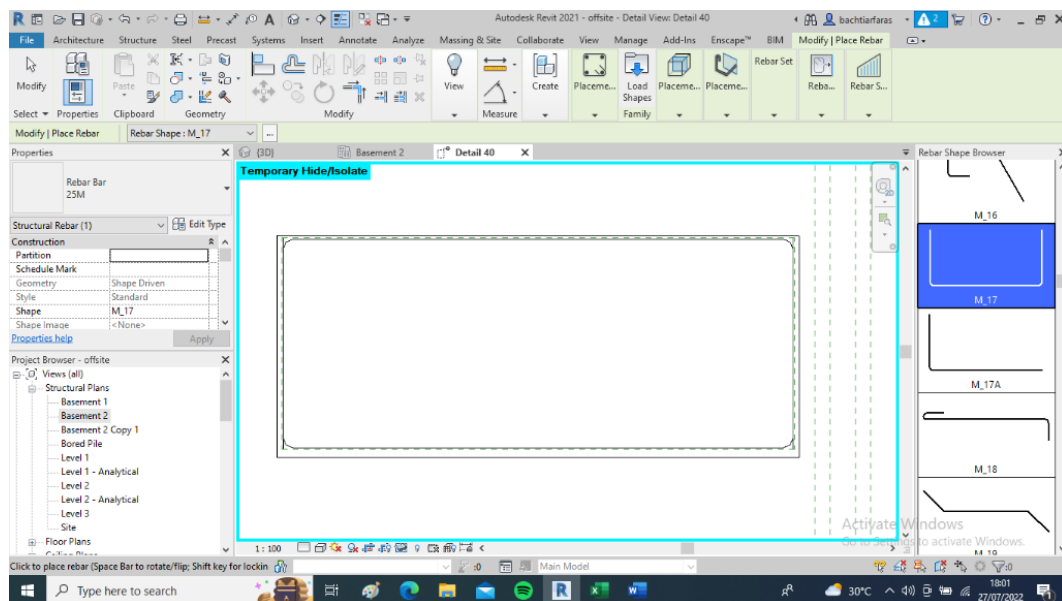 Autodesk Revit 2021 - offsite - Detail View: Detail 40
bachtiarfaras
2
File Architecture Structure Steel Precast Systems Insert Annotate Analyze Massing & Site Collaborate View Manage Add-Ins Enscape™ BIM Modify | Place Rebar
Modify Paste View Create Placeme... Load Shapes Placeme... Placeme... Rebar Set Reba... Rebar S...
Select Properties Clipboard Geometry Modify Measure Family
Modify | Place Rebar Rebar Shape : M_17 ...
Properties X {3D} Basement 2 Detail 40 X Rebar Shape Browser
Temporary Hide/Isolate
Rebar Bar
25M
Structural Rebar (1) Edit Type
Construction
Partition
Schedule Mark
Geometry Shape Driven
Style Standard
Shape M_17
Shape Image <None>
Properties help Apply
Project Browser - offsite X
Views (all)
Structural Plans
Basement 1
Basement 2
Basement 2 Copy 1
Bored Pile
Level 1
Level 1 - Analytical
Level 2
Level 2 - Analytical
Level 3
Site
Floor Plans
Ceiling Plans
M_16
M_17
M_17A
M_18
M_19
Activate Windows
Go to Settings to activate Windows.
1 : 100
Click to place rebar (Space Bar to rotate/flip; Shift key for lockin :0 Main Model :0
Type here to search
30°C
18:01
27/07/2022